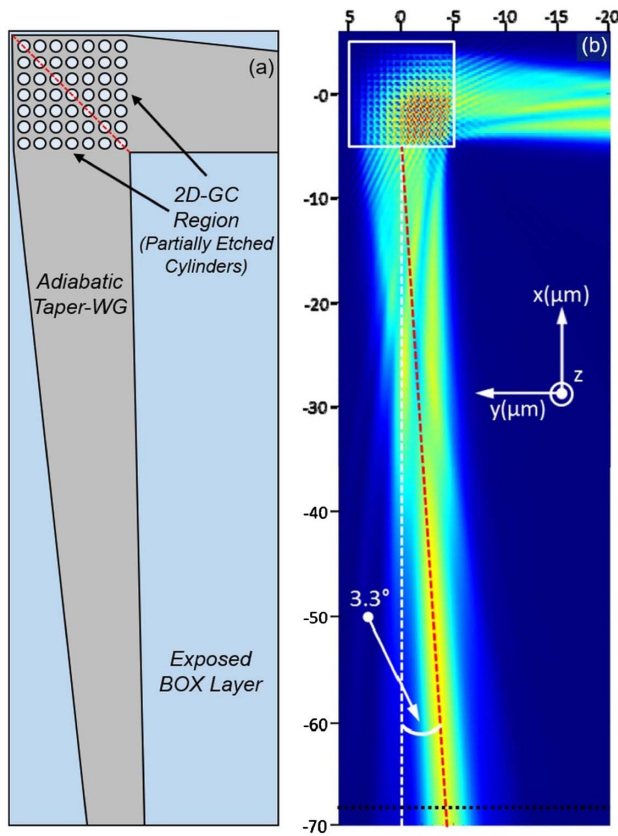 (a)
2D-GC
Region
(Partially Etched
Cylinders)
Adiabatic
Taper-WG
Exposed
BOX Layer
5 0 -5 -10 -15 -20
(b)
-0
-10
-20
-30
-40
-50
-60
-70
x(μm)
z
y(μm)
3.3°